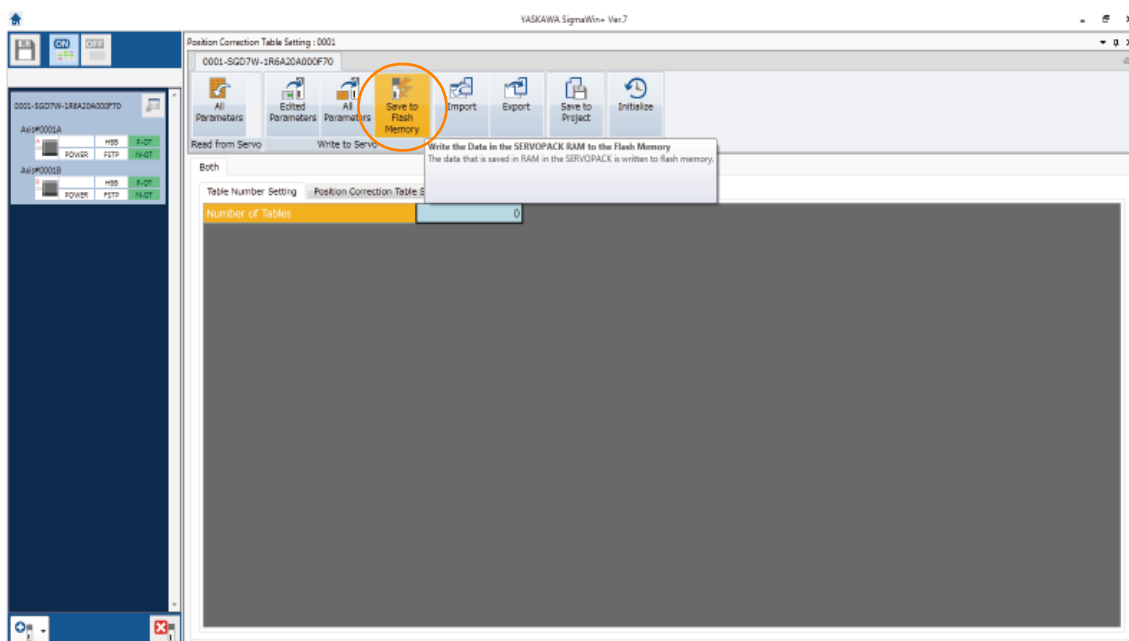 YASKAWA SigmaWin+ Ver.7
ON OFF
Position Correction Table Setting : 0001
0001-SGD7W-1R6A20A000F70
All Parameters
Edited Parameters
All Parameters
Save to Flash Memory
Import
Export
Save to Project
Initialize
Read from Servo
Write to Servo
Write the Data in the SERVOPACK RAM to the Flash Memory
The data that is saved in RAM in the SERVOPACK is written to flash memory.
0001-SGD7W-1R6A20A000F70
Axis#0001A
A
HBB P-OT
POWER FSTP N-OT
Axis#0001B
B
HBB P-OT
POWER FSTP N-OT
Both
Table Number Setting
Position Correction Table S
Number of Tables 0